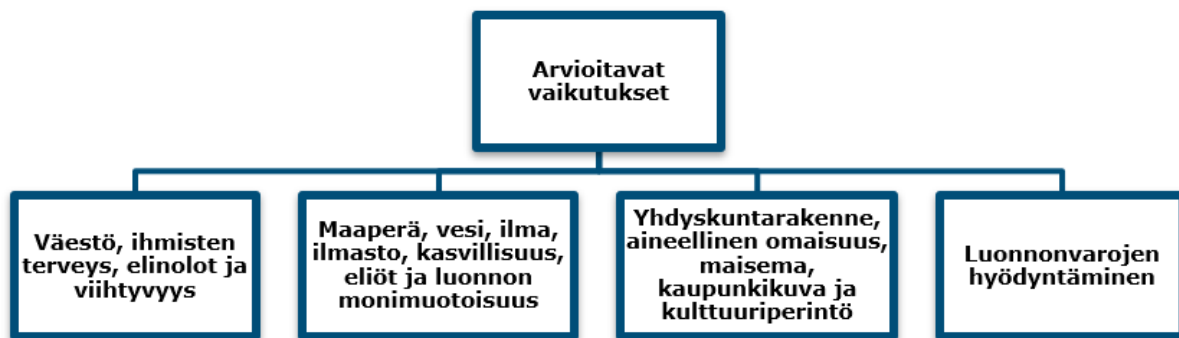 Arvioitavat
vaikutukset
Väestö, ihmisten
terveys, elinolot ja
viihtyvyys
Maaperä, vesi, ilma,
ilmasto, kasvillisuus,
eliöt ja luonnon
monimuotoisuus
Yhdyskuntarakenne,
aineellinen omaisuus,
maisema,
kaupunkikuva ja
kulttuuriperintö
Luonnonvarojen
hyödyntäminen